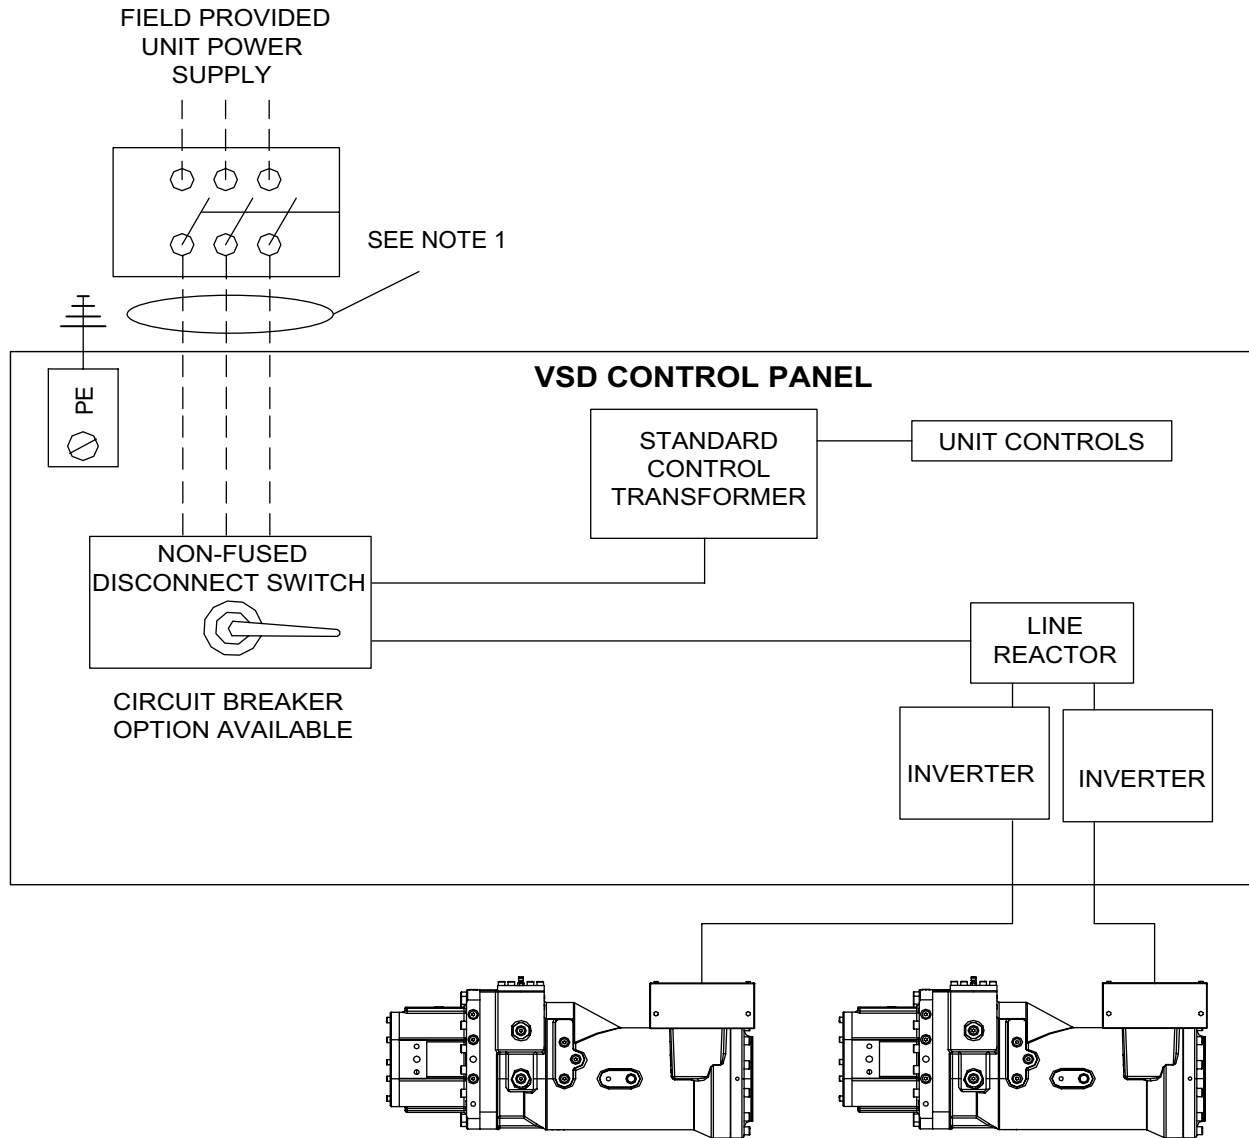 FIELD PROVIDED
UNIT POWER
SUPPLY
SEE NOTE 1
VSD CONTROL PANEL
PE
STANDARD
CONTROL
TRANSFORMER
UNIT CONTROLS
NON-FUSED
DISCONNECT SWITCH
LINE
REACTOR
CIRCUIT BREAKER
OPTION AVAILABLE
INVERTER
INVERTER